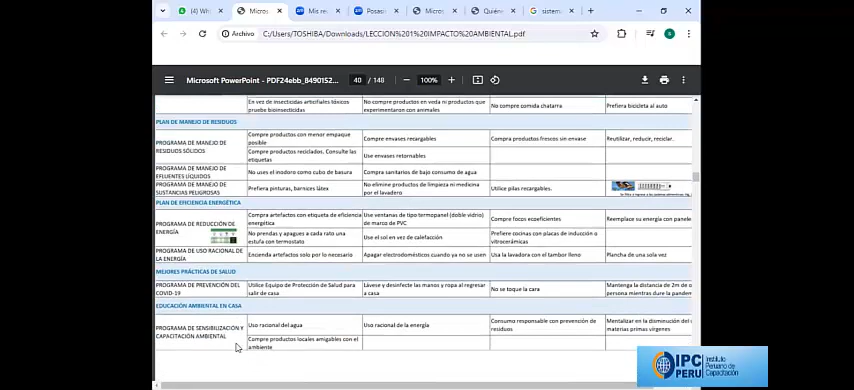 (4) Wh
Micros
Mis re
Posasi
Micros
Quién
sistem
Archivo
C:/Users/TOSHIBA/Downloads/LECCION%201%20IMPACTO%20AMBIENTAL.pdf
S
Microsoft PowerPoint - PDF24ebb_8490152...
40 / 148
100%
En vez de insecticidas artificiales tóxicos pruebe bioinsecticidas
No compre productos en veda ni productos que experimentaron con animales
No compre comida chatarra
Prefiera bicicleta al auto
PLAN DE MANEJO DE RESIDUOS
PROGRAMA DE MANEJO DE RESIDUOS SÓLIDOS
Compre productos con menor empaque posible
Compre envases recargables
Compra productos frescos sin envase
Reutilizar, reducir, reciclar.
Compre productos reciclados. Consulte las etiquetas
Use envases retornables
PROGRAMA DE MANEJO DE EFLUENTES LÍQUIDOS
No uses el inodoro como cubo de basura
Compra sanitarios de bajo consumo de agua
PROGRAMA DE MANEJO DE SUSTANCIAS PELIGROSAS
Prefiera pinturas, barnices látex
No elimine productos de limpieza ni medicina por el lavadero
Utilice pilas recargables.
PLAN DE EFICIENCIA ENERGÉTICA
PROGRAMA DE REDUCCIÓN DE ENERGÍA
Compra artefactos con etiqueta de eficiencia energética
Use ventanas de tipo termopanel (doble vidrio) de marco de PVC
Compre focos ecoeficientes
Reemplace su energía con panele
No prendas y apagues a cada rato una estufa con termostato
Use el sol en vez de calefacción
Prefiere cocinas con placas de inducción o vitrocerámicas
PROGRAMA DE USO RACIONAL DE LA ENERGÍA
Encienda artefactos solo por lo necesario
Apagar electrodomésticos cuando ya no se usen
Usa la lavadora con el tambor lleno
Plancha de una sola vez
MEJORES PRÁCTICAS DE SALUD
PROGRAMA DE PREVENCIÓN DEL COVID-19
Utilice Equipo de Protección de Salud para salir de casa
Lávese y desinfecte las manos y ropa al regresar a casa
No se toque la cara
Mantenga la distancia de 2m de o persona mientras dure la pandem
EDUCACIÓN AMBIENTAL EN CASA
PROGRAMA DE SENSIBILIZACIÓN Y CAPACITACIÓN AMBIENTAL
Uso racional del agua
Uso racional de la energía
Consumo responsable con prevención de residuos
Mentalizar en la disminución del materias primas vírgenes
Compre productos locales amigables con el ambiente
IPC PERU
Instituto
Peruano de
Capacitación